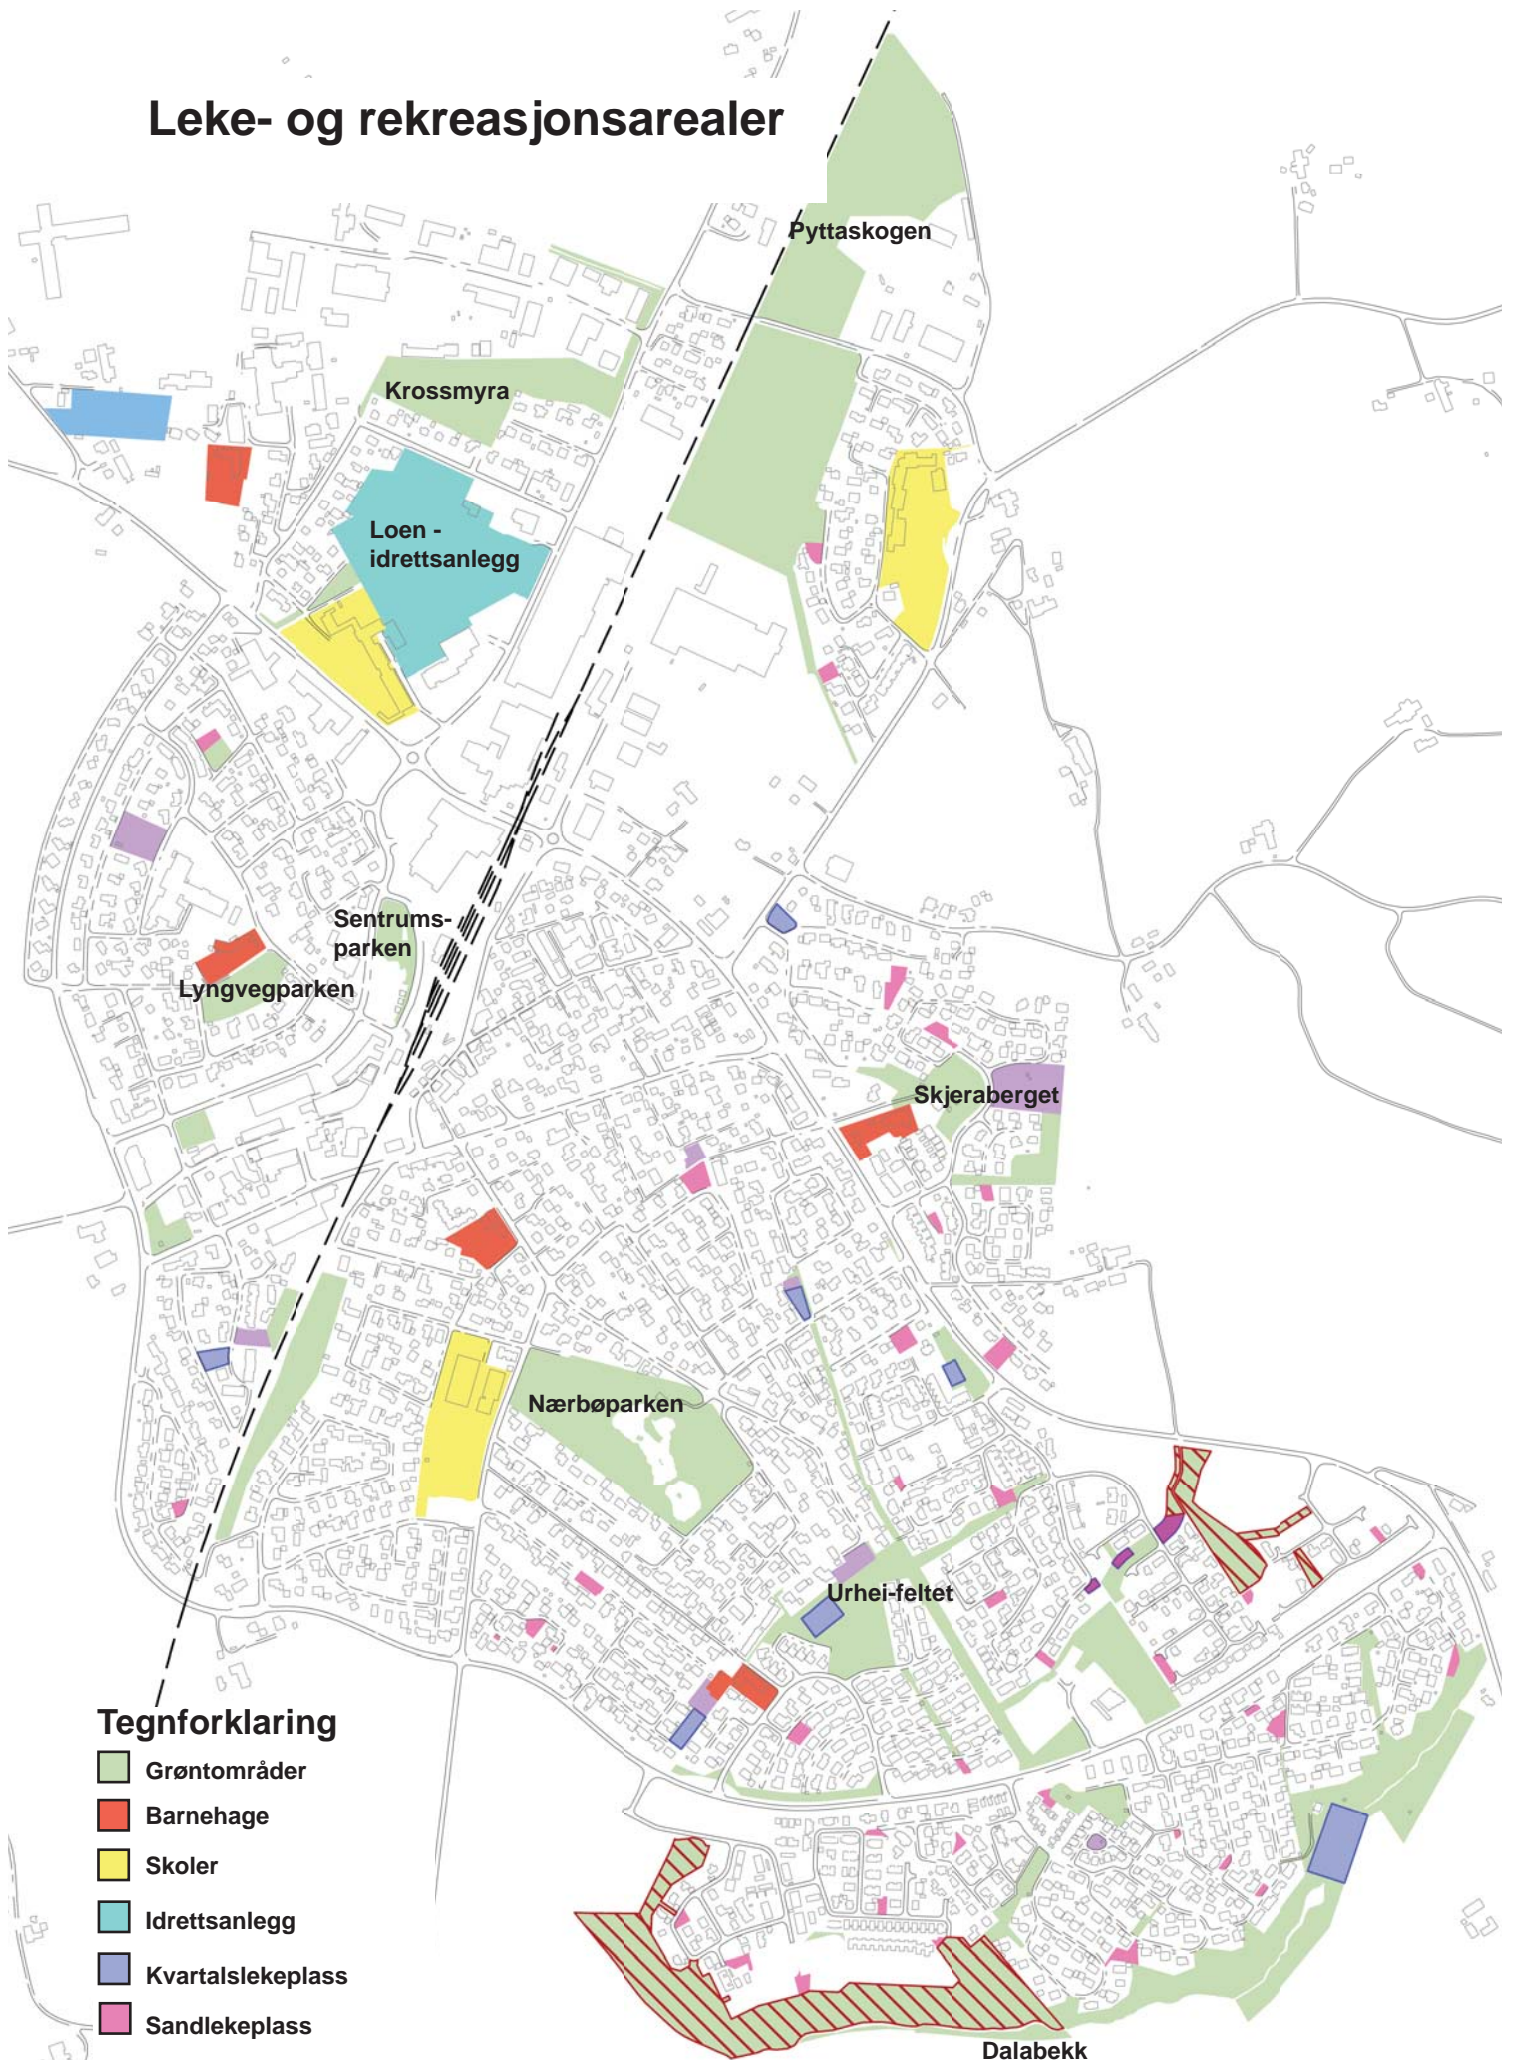 Leke- og rekreasjonsarealer
Pyttaskogen
Krossmyra
Loen -
idrettsanlegg
Sentrums-
parken
Lyngvegparken
Skjeraberget
Nærbøparken
Urhei-feltet
Tegnforklaring
Grøntområder
Barnehage
Skoler
Idrettsanlegg
Kvartalslekeplass
Sandlekeplass
Dalabekk